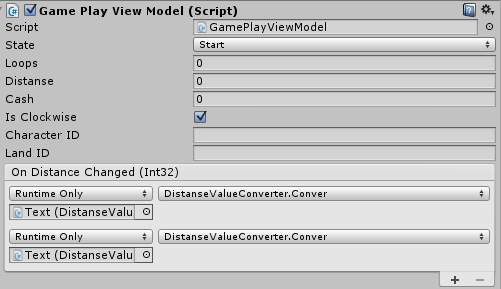 Game Play View Model (Script)
Script GamePlayViewModel
State Start
Loops 0
Distanse 0
Cash 0
Is Clockwise
Character ID
Land ID
On Distance Changed (Int32)
Runtime Only DistanseValueConverter.Conver
Text (DistanseValu
Runtime Only DistanseValueConverter.Conver
Text (DistanseValu